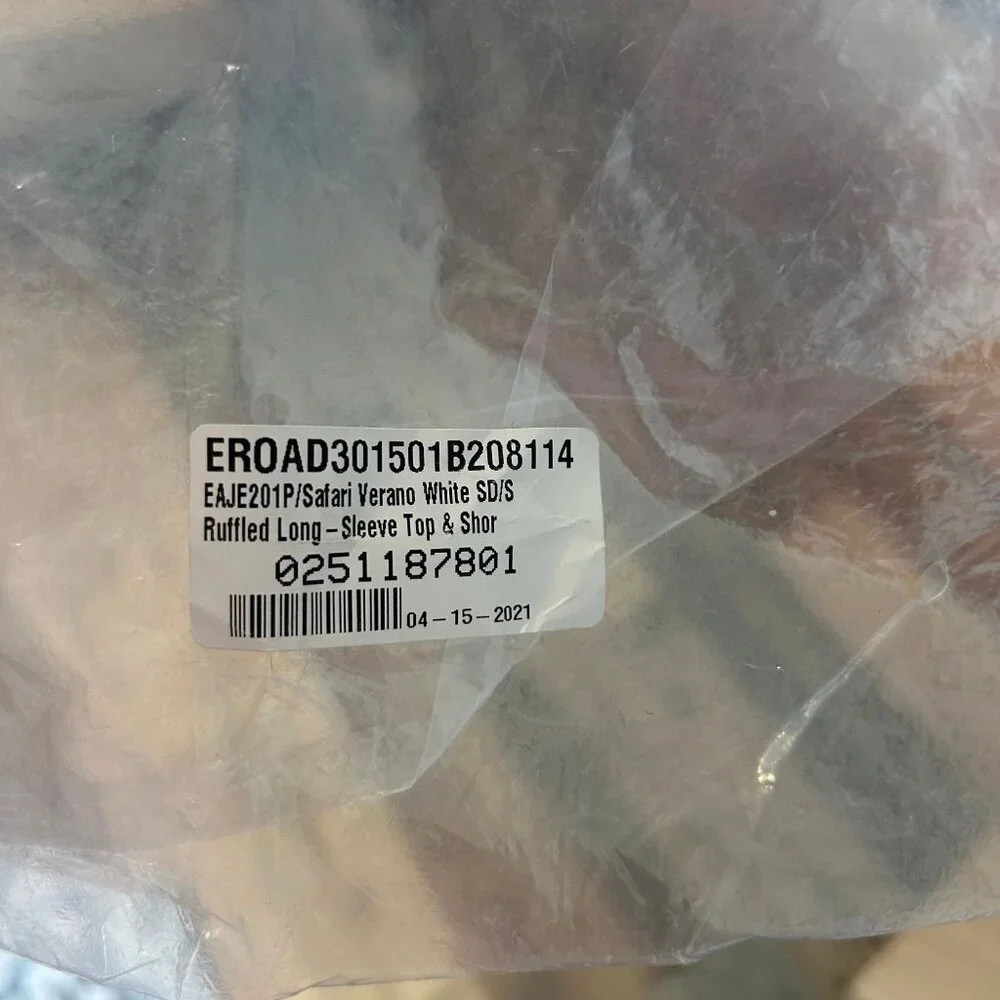 EROAD301501B208114
EAJE201P/Safari Verano White SD/S
Ruffled Long-Sleeve Top & Shor
0251187801
04-15-2021